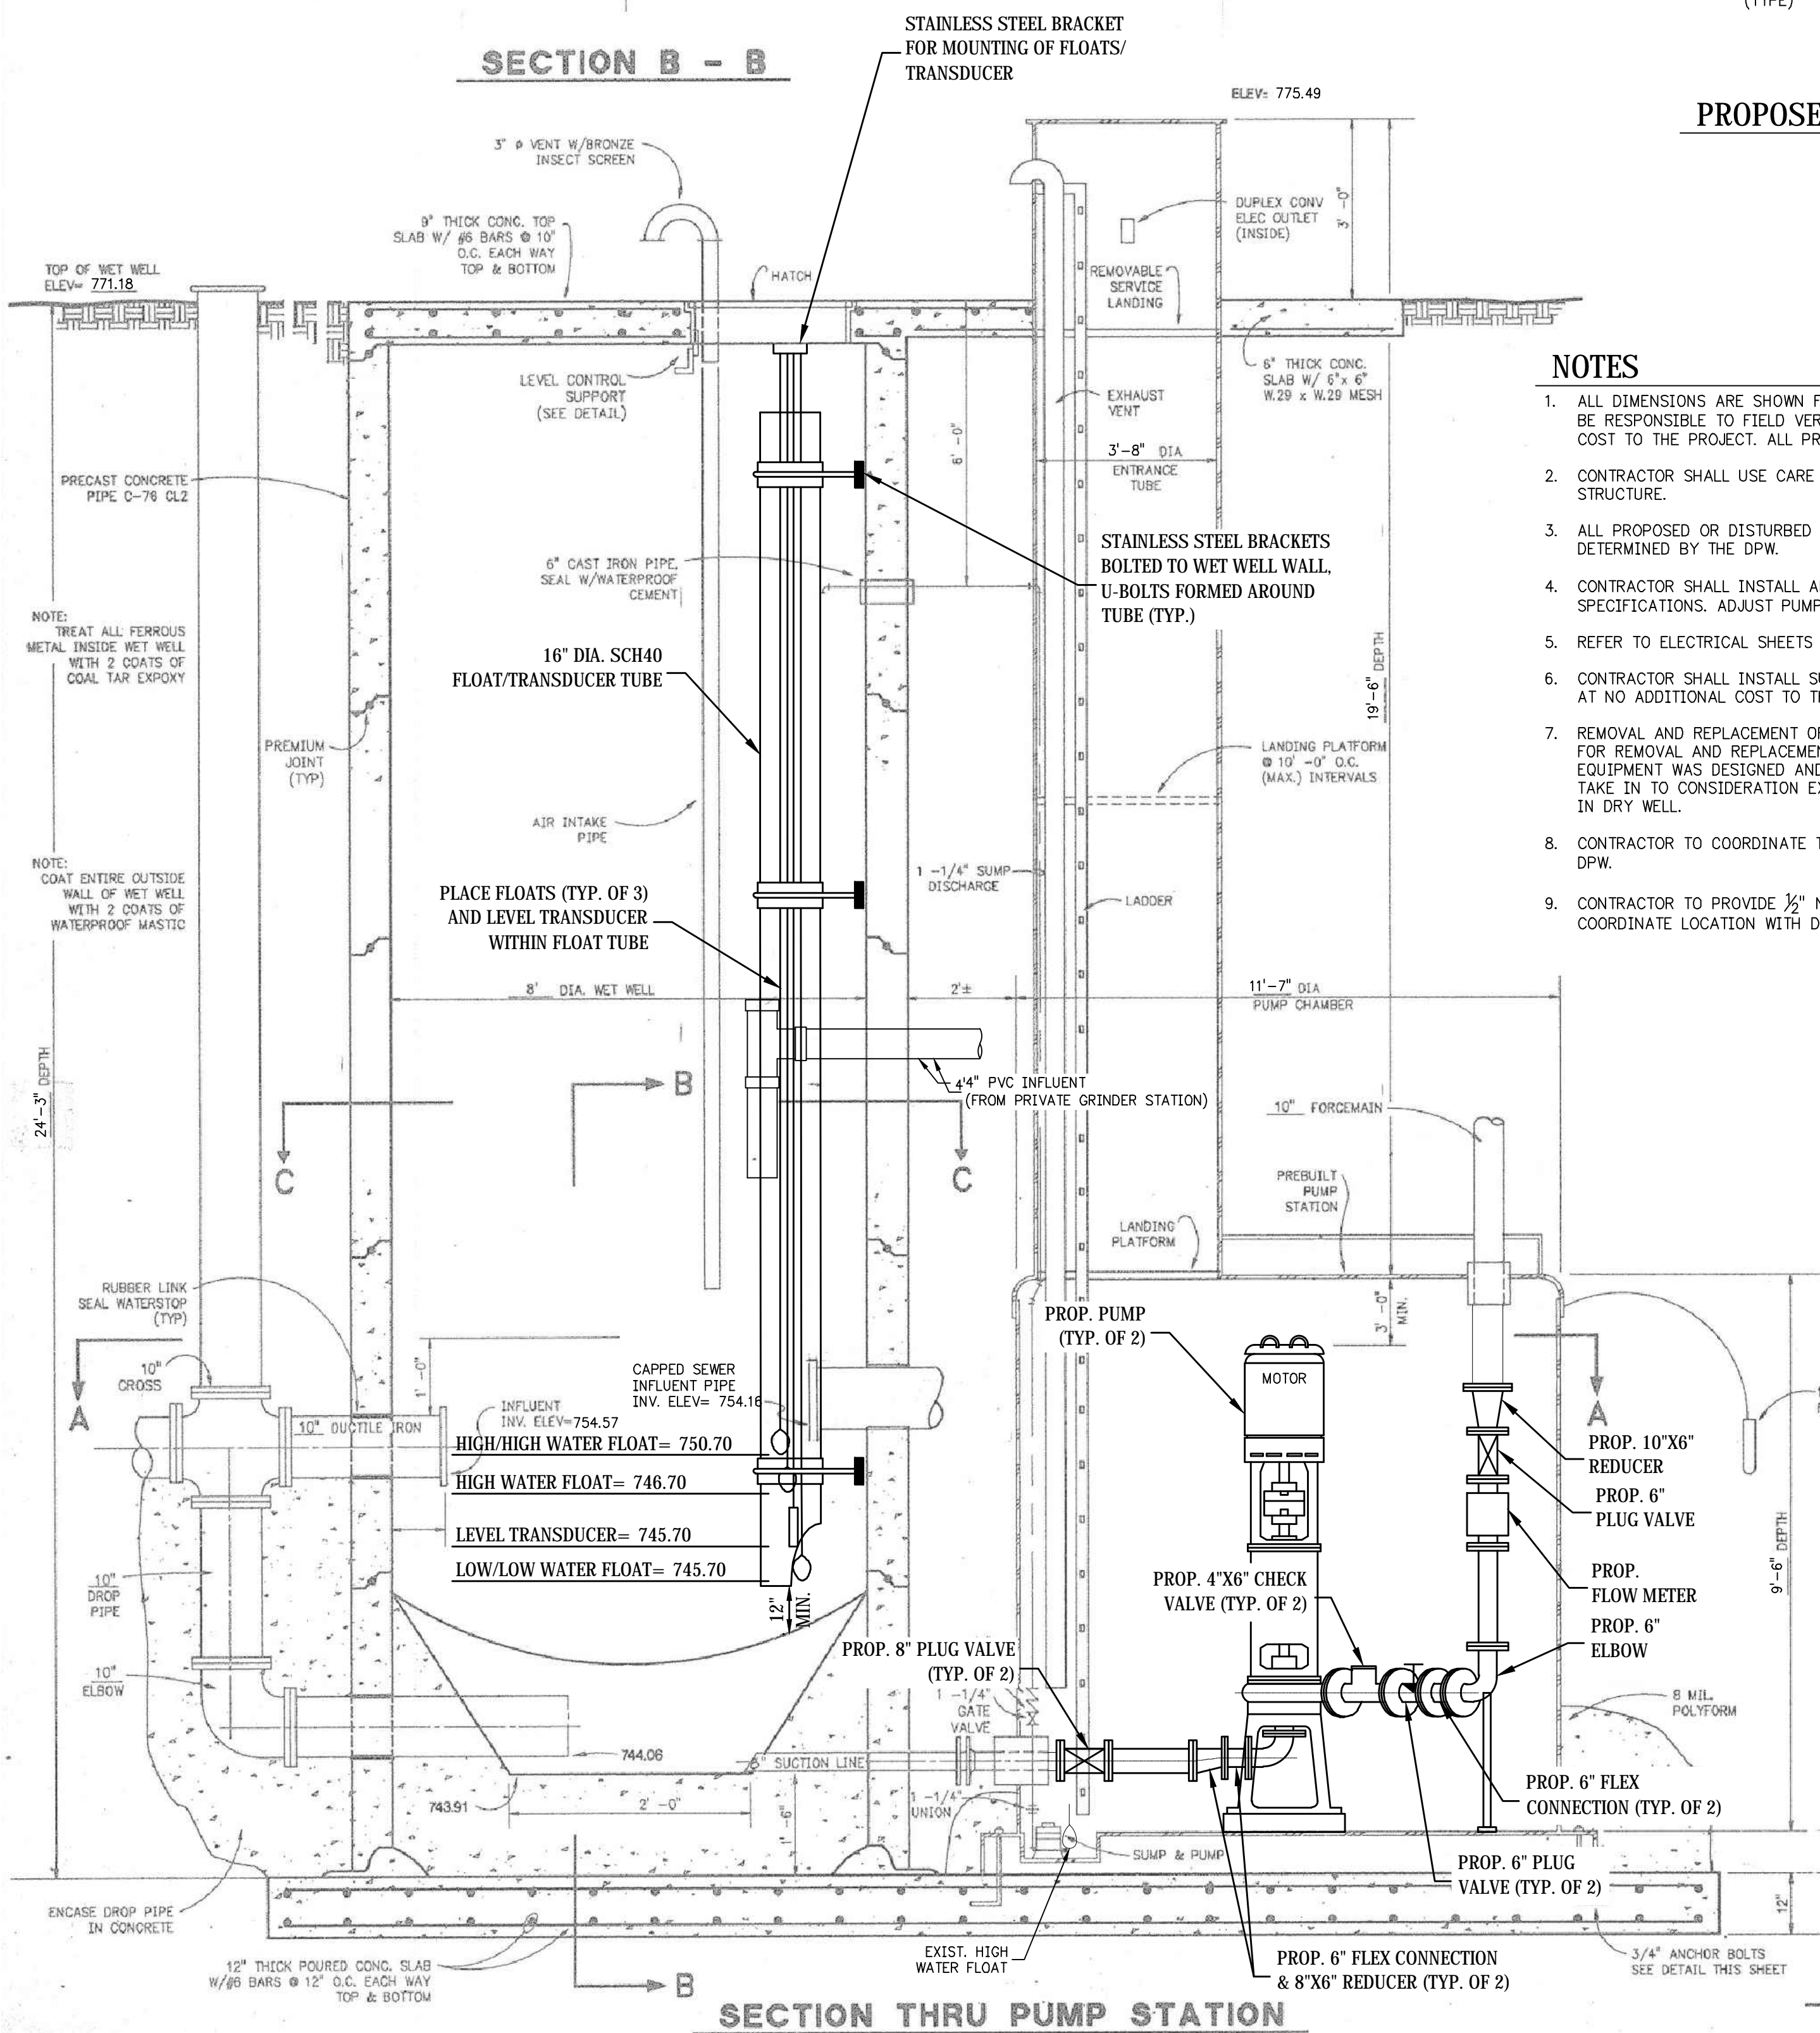 (TYPE)
SECTION B - B
STAINLESS STEEL BRACKET
FOR MOUNTING OF FLOATS/
TRANSDUCER
ELEV= 775.49
PROPOSE
3" ø VENT W/BRONZE
INSECT SCREEN
9" THICK CONC. TOP
SLAB W/ #6 BARS @ 10"
O.C. EACH WAY
TOP & BOTTOM
TOP OF WET WELL
ELEV= 771.18
HATCH
DUPLEX CONV
ELEC OUTLET
(INSIDE)
3' -0"
REMOVABLE
SERVICE
LANDING
LEVEL CONTROL
SUPPORT
(SEE DETAIL)
6" THICK CONC.
SLAB W/ 6"x 6"
W.29 x W.29 MESH
EXHAUST
VENT
6' -0"
3'-8" DIA
ENTRANCE
TUBE
PRECAST CONCRETE
PIPE C-76 CL2
STAINLESS STEEL BRACKETS
BOLTED TO WET WELL WALL,
U-BOLTS FORMED AROUND
TUBE (TYP.)
6" CAST IRON PIPE,
SEAL W/WATERPROOF
CEMENT
NOTE:
TREAT ALL FERROUS
METAL INSIDE WET WELL
WITH 2 COATS OF
COAL TAR EXPOXY
16" DIA. SCH40
FLOAT/TRANSDUCER TUBE
19'-6" DEPTH
PREMIUM
JOINT
(TYP)
LANDING PLATFORM
@ 10' -0" O.C.
(MAX.) INTERVALS
AIR INTAKE
PIPE
NOTE:
COAT ENTIRE OUTSIDE
WALL OF WET WELL
WITH 2 COATS OF
WATERPROOF MASTIC
PLACE FLOATS (TYP. OF 3)
AND LEVEL TRANSDUCER
WITHIN FLOAT TUBE
1 -1/4" SUMP
DISCHARGE
LADDER
NOTES
1. ALL DIMENSIONS ARE SHOWN F
BE RESPONSIBLE TO FIELD VER
COST TO THE PROJECT. ALL PR
2. CONTRACTOR SHALL USE CARE
STRUCTURE.
3. ALL PROPOSED OR DISTURBED
DETERMINED BY THE DPW.
4. CONTRACTOR SHALL INSTALL A
SPECIFICATIONS. ADJUST PUMP
5. REFER TO ELECTRICAL SHEETS
6. CONTRACTOR SHALL INSTALL SU
AT NO ADDITIONAL COST TO TH
7. REMOVAL AND REPLACEMENT OF
FOR REMOVAL AND REPLACEMEN
EQUIPMENT WAS DESIGNED AND
TAKE IN TO CONSIDERATION EX
IN DRY WELL.
8. CONTRACTOR TO COORDINATE T
DPW.
9. CONTRACTOR TO PROVIDE ½" N
COORDINATE LOCATION WITH D
8' DIA. WET WELL
2'±
11'-7" DIA
PUMP CHAMBER
24'-3" DEPTH
B
4'4" PVC INFLUENT
(FROM PRIVATE GRINDER STATION)
10" FORCEMAIN
C
C
PREBUILT
PUMP
STATION
LANDING
PLATFORM
RUBBER LINK
SEAL WATERSTOP
(TYP)
PROP. PUMP
(TYP. OF 2)
3' -0"
MIN.
10"
CROSS
A
1' -0"
CAPPED SEWER
INFLUENT PIPE
INV. ELEV= 754.16
MOTOR
A
INFLUENT
INV. ELEV=754.57
10" DUCTILE IRON
HIGH/HIGH WATER FLOAT= 750.70
HIGH WATER FLOAT= 746.70
LEVEL TRANSDUCER= 745.70
LOW/LOW WATER FLOAT= 745.70
PROP. 10"X6"
REDUCER
PROP. 6"
PLUG VALVE
PROP.
FLOW METER
PROP. 6"
ELBOW
9'-6" DEPTH
10"
DROP
PIPE
12"
MIN.
PROP. 4"X6" CHECK
VALVE (TYP. OF 2)
PROP. 8" PLUG VALVE
(TYP. OF 2)
10"
ELBOW
1 -1/4"
GATE
VALVE
8 MIL.
POLYFORM
744.06
SUCTION LINE
743.91
2' -0"
1' -6"
1 -1/4"
UNION
PROP. 6" FLEX
CONNECTION (TYP. OF 2)
SUMP & PUMP
PROP. 6" PLUG
VALVE (TYP. OF 2)
ENCASE DROP PIPE
IN CONCRETE
12"
12" THICK POURED CONC. SLAB
W/#6 BARS @ 12" O.C. EACH WAY
TOP & BOTTOM
B
EXIST. HIGH
WATER FLOAT
PROP. 6" FLEX CONNECTION
& 8"X6" REDUCER (TYP. OF 2)
3/4" ANCHOR BOLTS
SEE DETAIL THIS SHEET
SECTION THRU PUMP STATION